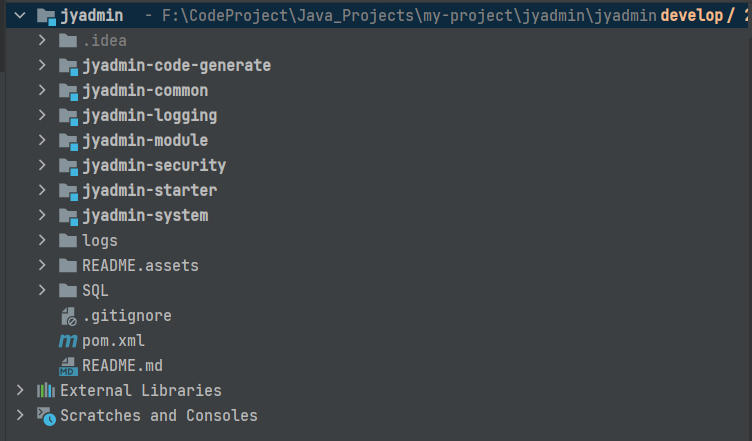 jyadmin - F:\CodeProject\Java_Projects\my-project\jyadmin\jyadmin develop / 2
.idea
jyadmin-code-generate
jyadmin-common
jyadmin-logging
jyadmin-module
jyadmin-security
jyadmin-starter
jyadmin-system
logs
README.assets
SQL
.gitignore
m pom.xml
MD README.md
External Libraries
Scratches and Consoles